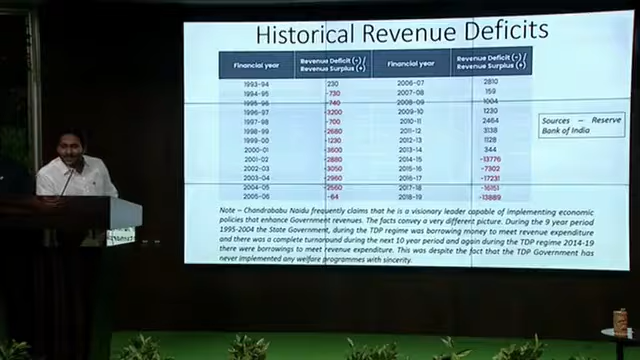 Historical Revenue Deficits
Financial year Revenue Deficit (-)/ Revenue Surplus (+) Financial year Revenue Deficit (-)/ Revenue Surplus (+)
1993-94 230 2006-07 2810
1994-95 -730 2007-08 159
1995-96 -740 2008-09 1004
1996-97 -3200 2009-10 1230
1997-98 -700 2010-11 2464
1998-99 -2680 2011-12 3138
1999-00 -1230 2012-13 1128
2000-01 -3600 2013-14 344
2001-02 -2880 2014-15 -13776
2002-03 -3050 2015-16 -7302
2003-04 -2960 2016-17 -17231
2004-05 -2560 2017-18 -16151
2005-06 -64 2018-19 -13889
Sources – Reserve
Bank of India
Note – Chandrababu Naidu frequently claims that he is a visionary leader capable of implementing economic
policies that enhance Government revenues. The facts convey a very different picture. During the 9 year period
1995-2004 the State Government, during the TDP regime was borrowing money to meet revenue expenditure
and there was a complete turnaround during the next 10 year period and again during the TDP regime 2014-19
there were borrowings to meet revenue expenditure. This was despite the fact that the TDP Government has
never implemented any welfare programmes with sincerity.